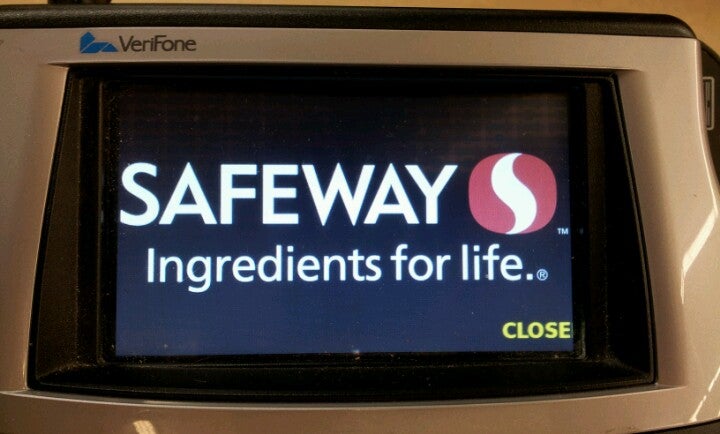 VeriFone
SAFEWAY
Ingredients for life.®
CLOSE